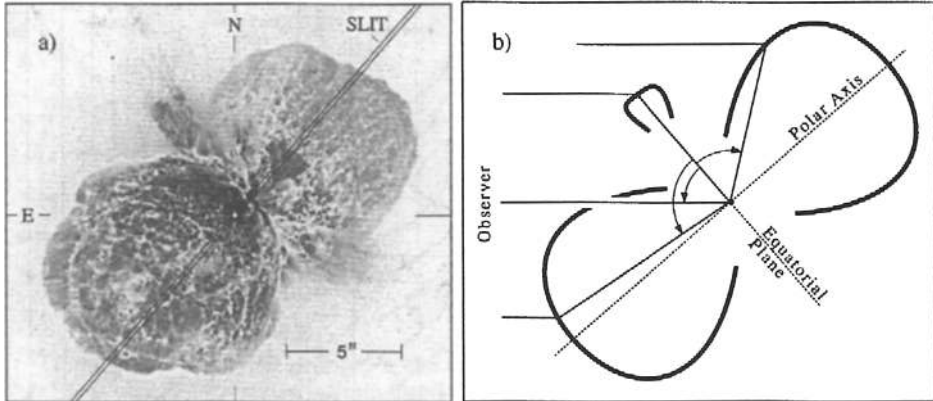 a)
N
SLIT
E
5"
b)
Polar Axis
Observer
Equatorial
Plane